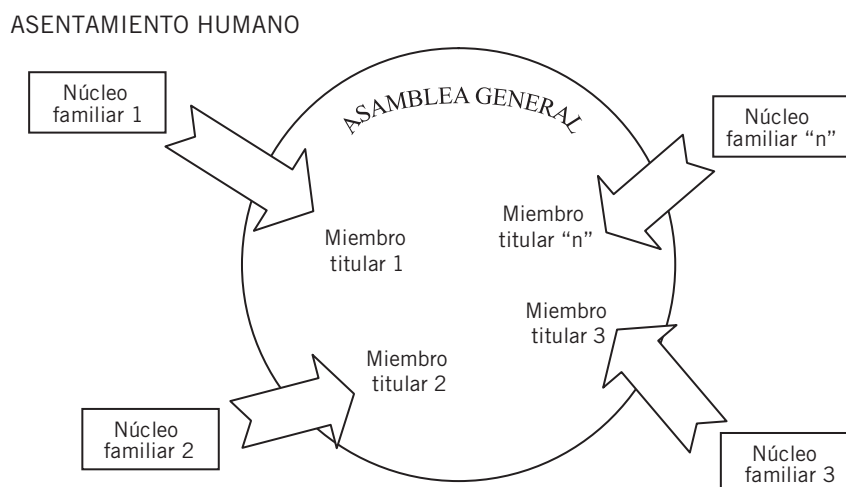 ASENTAMIENTO HUMANO
ASAMBLEA GENERAL
Núcleo
familiar 1
Núcleo
familiar “n”
Miembro
titular 1
Miembro
titular “n”
Miembro
titular 2
Miembro
titular 3
Núcleo
familiar 2
Núcleo
familiar 3